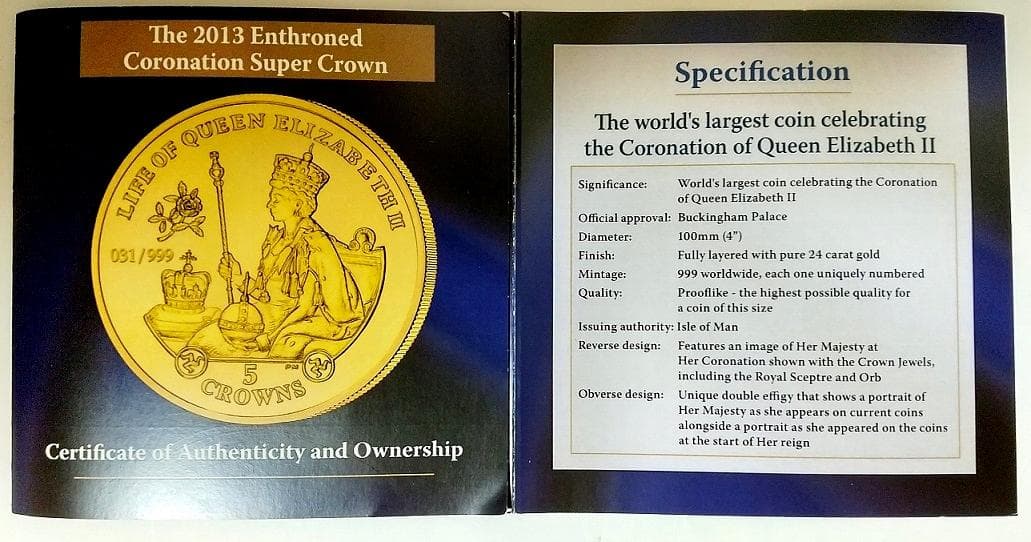 The 2013 Enthroned
Coronation Super Crown
LIFE OF QUEEN ELIZABETH II
031/999
PM
5
CROWNS
Certificate of Authenticity and Ownership
Specification
The world's largest coin celebrating
the Coronation of Queen Elizabeth II
Significance: World's largest coin celebrating the Coronation
of Queen Elizabeth II
Official approval: Buckingham Palace
Diameter: 100mm (4”)
Finish: Fully layered with pure 24 carat gold
Mintage: 999 worldwide, each one uniquely numbered
Quality: Prooflike - the highest possible quality for
a coin of this size
Issuing authority: Isle of Man
Reverse design: Features an image of Her Majesty at
Her Coronation shown with the Crown Jewels,
including the Royal Sceptre and Orb
Obverse design: Unique double effigy that shows a portrait of
Her Majesty as she appears on current coins
alongside a portrait as she appeared on the coins
at the start of Her reign